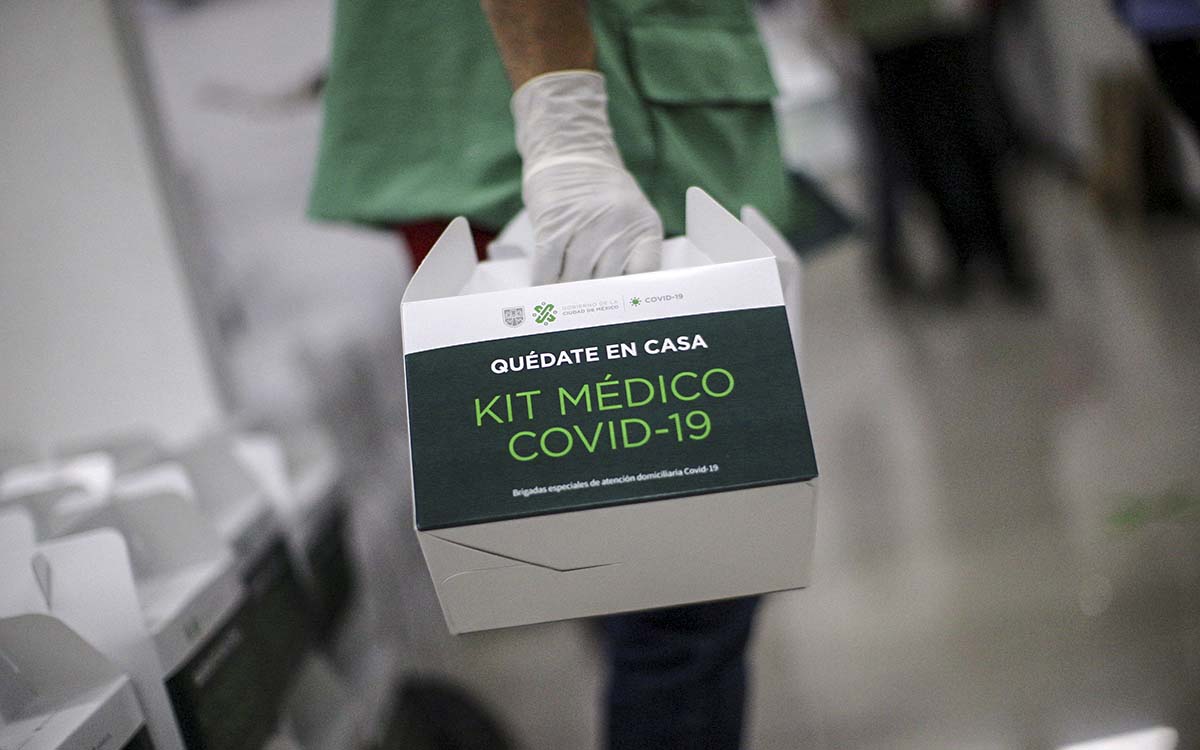 GOBIERNO DE LA
CIUDAD DE MÉXICO
COVID-19
QUÉDATE EN CASA
KIT MÉDICO
COVID-19
Brigadas especiales de atención domiciliaria Covid-19